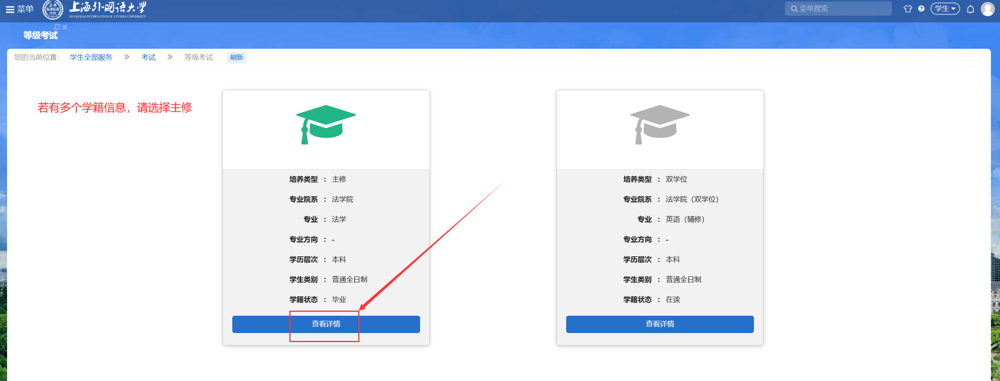 菜单
上海外国语大学
SHANGHAI INTERNATIONAL STUDIES UNIVERSITY
上外
SISU
1949
菜单搜索
学生
等级考试
您的当前位置： 学生全部服务 » 考试 » 等级考试 刷新
若有多个学籍信息，请选择主修
培养类型 : 主修
专业院系 : 法学院
专业 : 法学
专业方向 : -
学历层次 : 本科
学生类别 : 普通全日制
学籍状态 : 毕业
查看详情
培养类型 : 双学位
专业院系 : 法学院（双学位）
专业 : 英语（辅修）
专业方向 : -
学历层次 : 本科
学生类别 : 普通全日制
学籍状态 : 在读
查看详情